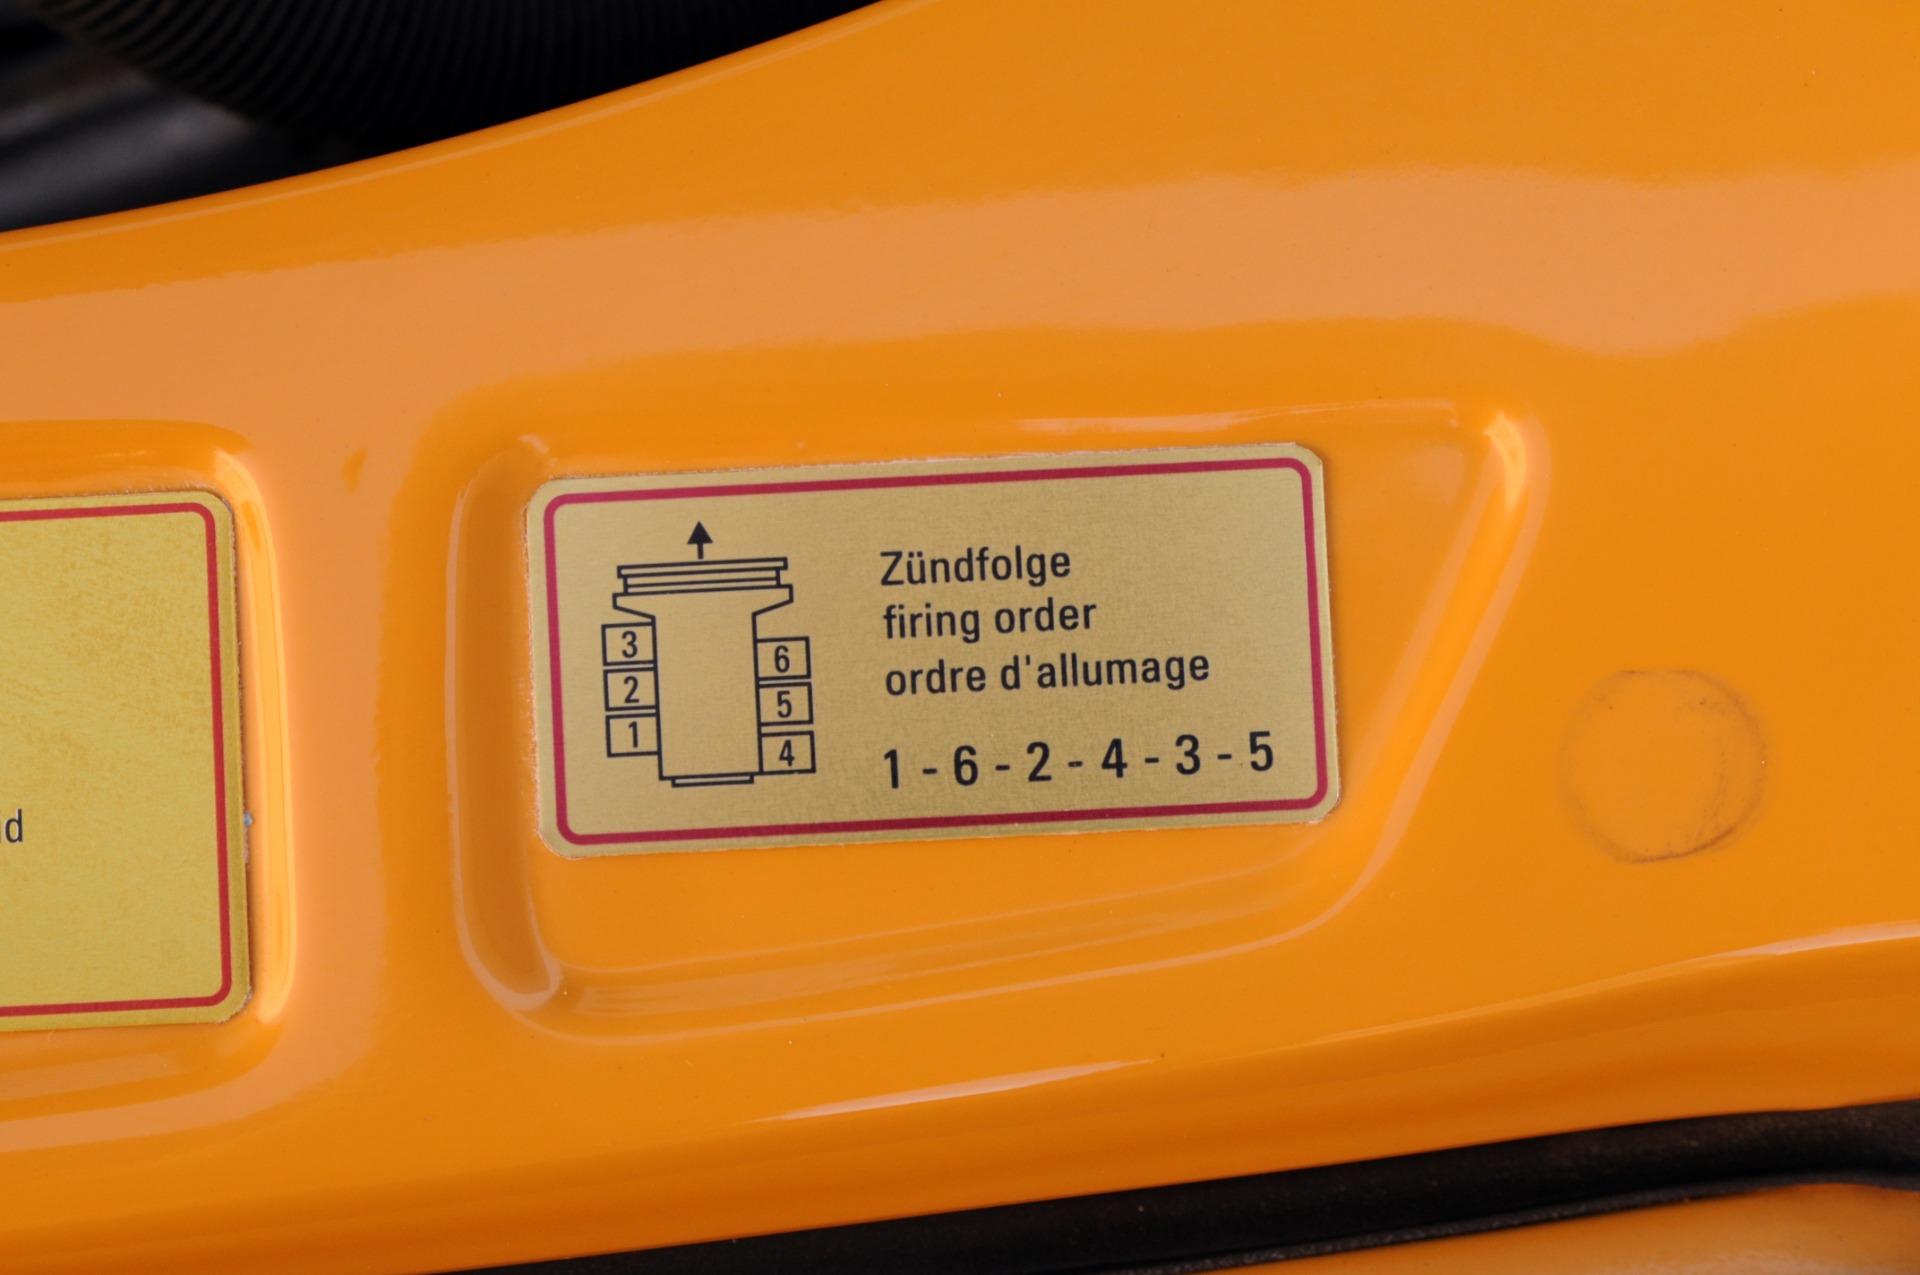 3
2
1
6
5
4
Zündfolge
firing order
ordre d'allumage
1 - 6 - 2 - 4 - 3 - 5